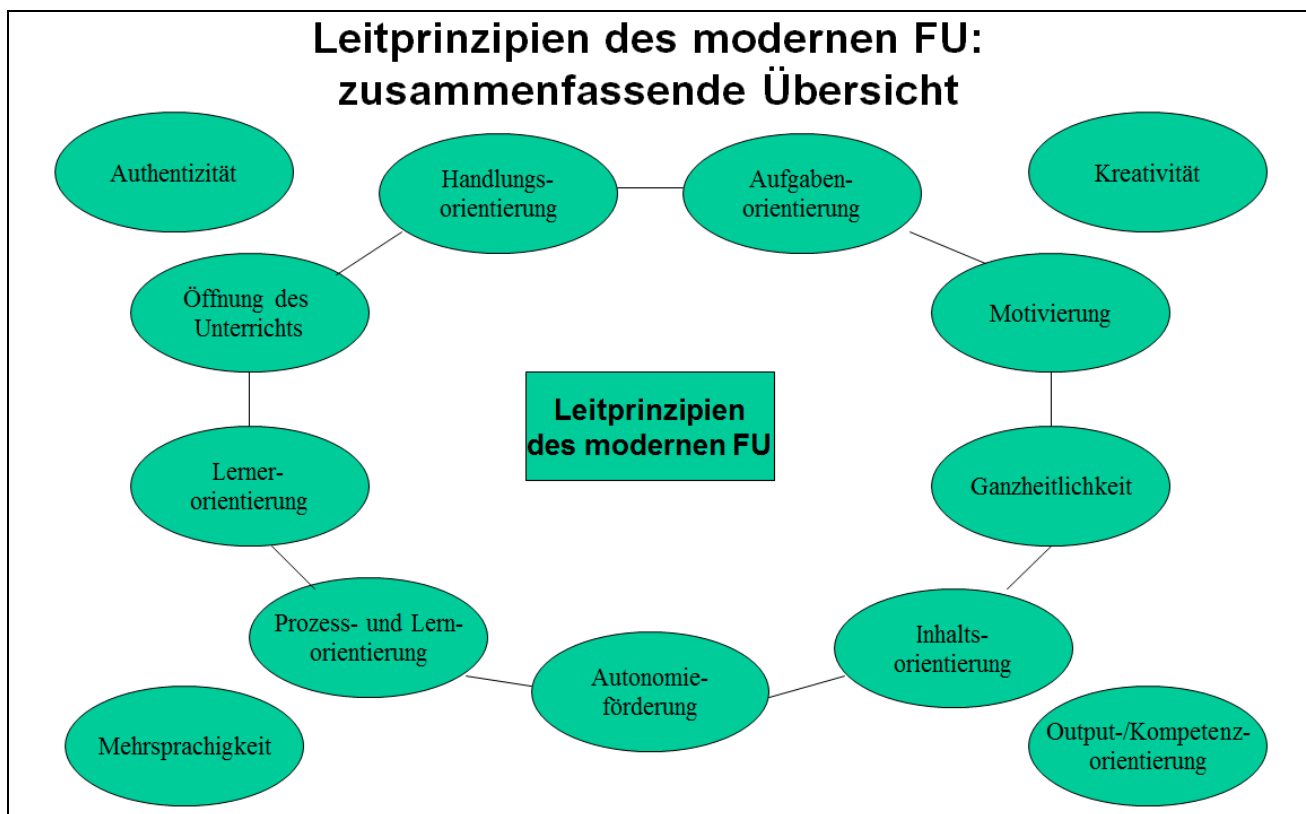 Leitprinzipien des modernen FU:
zusammenfassende Übersicht
Authentizität
Handlungs-
orientierung
Aufgaben-
orientierung
Kreativität
Öffnung des
Unterrichts
Motivierung
Leitprinzipien
des modernen FU
Lerner-
orientierung
Ganzheitlichkeit
Prozess- und Lern-
orientierung
Autonomie-
förderung
Inhalts-
orientierung
Mehrsprachigkeit
Output-/Kompetenz-
orientierung